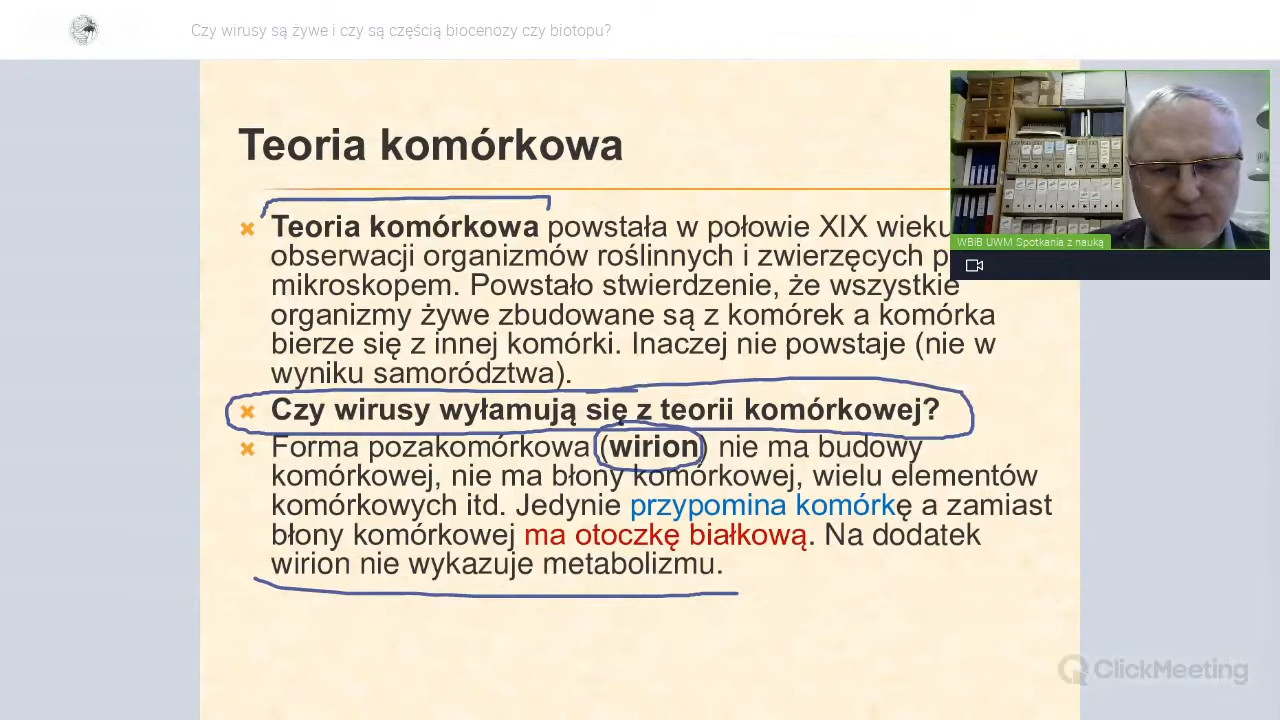 Czy wirusy są żywe i czy są częścią biocenozy czy biotopu?
Teoria komórkowa
Teoria komórkowa powstała w połowie XIX wieku
obserwacji organizmów roślinnych i zwierzęcych p
mikroskopem. Powstało stwierdzenie, że wszystkie
organizmy żywe zbudowane są z komórek a komórka
bierze się z innej komórki. Inaczej nie powstaje (nie w
wyniku samorództwa).
Czy wirusy wyłamują się z teorii komórkowej?
Forma pozakomórkowa (wirion) nie ma budowy
komórkowej, nie ma błony komórkowej, wielu elementów
komórkowych itd. Jedynie przypomina komórkę a zamiast
błony komórkowej ma otoczkę białkową. Na dodatek
wirion nie wykazuje metabolizmu.
WBiB UWM Spotkania z nauką
ClickMeeting